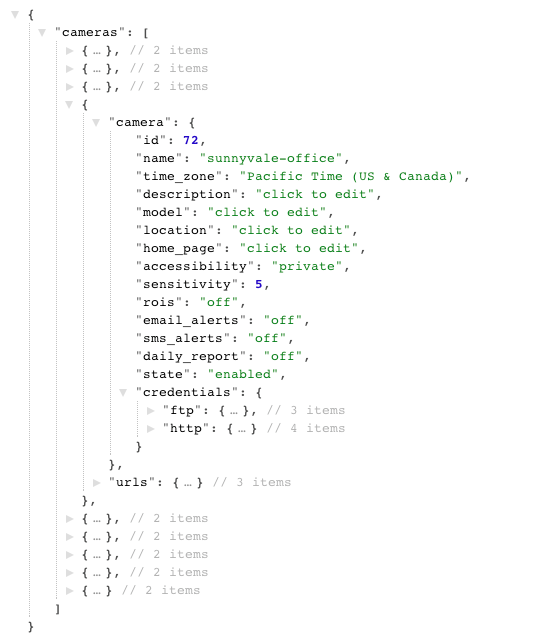 {
"cameras": [
{ … }, // 2 items
{ … }, // 2 items
{ … }, // 2 items
{
"camera": {
"id": 72,
"name": "sunnyvale-office",
"time_zone": "Pacific Time (US & Canada)",
"description": "click to edit",
"model": "click to edit",
"location": "click to edit",
"home_page": "click to edit",
"accessibility": "private",
"sensitivity": 5,
"rois": "off",
"email_alerts": "off",
"sms_alerts": "off",
"daily_report": "off",
"state": "enabled",
"credentials": {
"ftp": { … }, // 3 items
"http": { … } // 4 items
}
},
"urls": { … } // 3 items
},
{ … }, // 2 items
{ … }, // 2 items
{ … }, // 2 items
{ … }, // 2 items
{ … } // 2 items
]
}